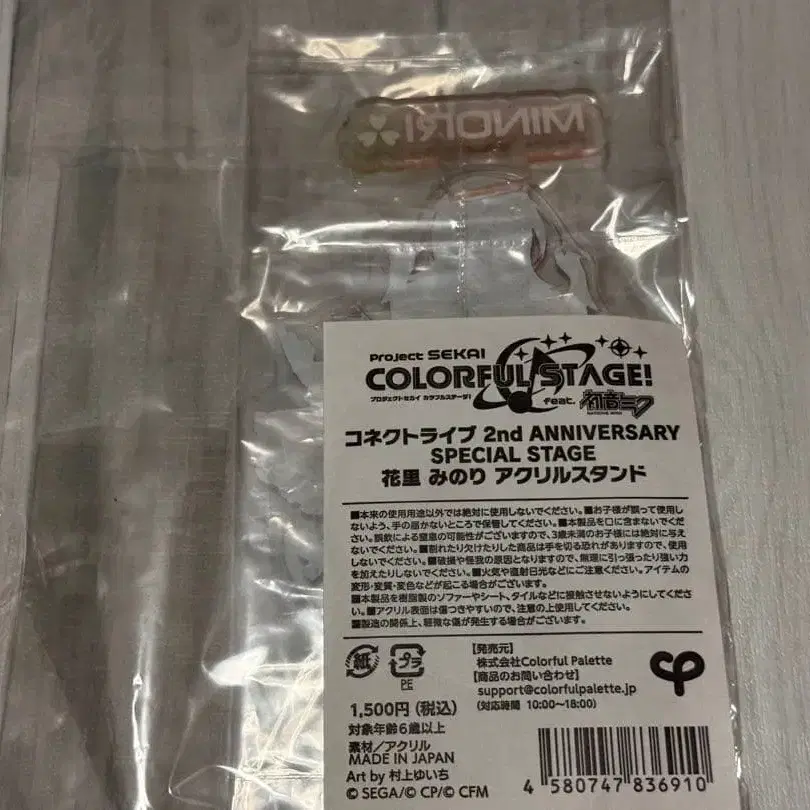 MINORI
Project SEKAI
COLORFUL STAGE!
プロジェクトセカイ カラフルステージ!
feat. 初音ミク
HATSUNE MIKU
コネクトライブ 2nd ANNIVERSARY
SPECIAL STAGE
花里 みのり アクリルスタンド
■本来の使用用途以外では絶対に使用しないでください。■お子様が誤って使用し
ないよう、手の届かないところで保管してください。■本製品を口に含まないでくだ
さい。誤飲による窒息の可能性がございますので、3歳未満のお子様には絶対に与え
ないでください。■割れたり欠けたりした商品は手を切る恐れがありますので、使用
しないでください。■破損や怪我の原因となりますので、無理に引っ張ったり強い力
を加えたりしないでください。■火気や直射日光などにご注意ください。アイテムの
変形・変質・変色などが起こる場合がございます。
■本製品を樹脂製のソファーやシート、タイルなどに接触させないようにしてくださ
い。■アクリル表面は傷つきやすいので、注意の上使用してください。
■製造の関係上、軽微な傷が発生する場合がございます。
紙
プラ
PE
【発売元】
株式会社Colorful Palette
【商品のお問い合わせ】
support@colorfulpalette.jp
(対応時間 10:00〜18:00)
cp
1,500円(税込)
対象年齢6歳以上
素材/アクリル
MADE IN JAPAN
Art by 村上ゆいち
© SEGA/© CP/© CFM
4 580747 836910